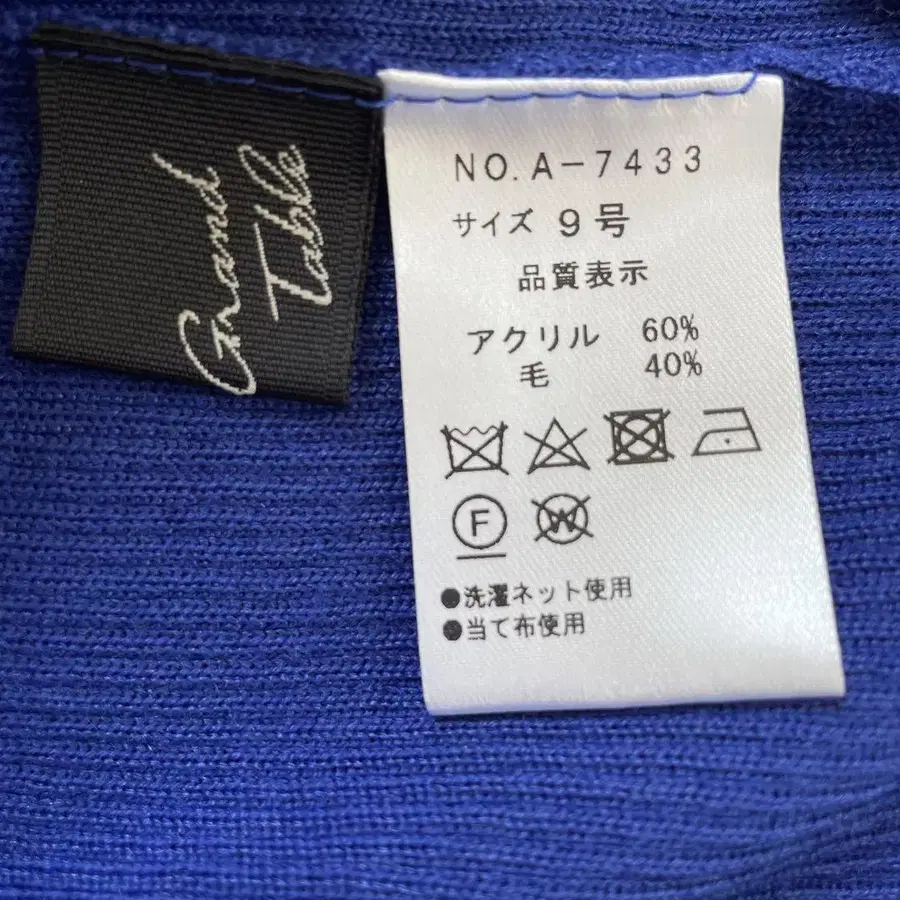 Grand
Table
NO. A-7433
サイズ 9号
品質表示
アクリル 60%
毛 40%
F
W
●洗濯ネット使用
●当て布使用